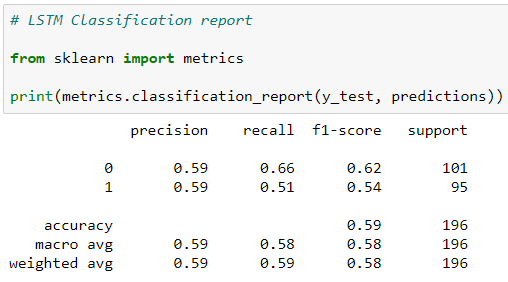 # LSTM Classification report
from sklearn import metrics
print(metrics.classification_report(y_test, predictions))
precision recall f1-score support
0 0.59 0.66 0.62 101
1 0.59 0.51 0.54 95
accuracy 0.59 196
macro avg 0.59 0.58 0.58 196
weighted avg 0.59 0.59 0.58 196